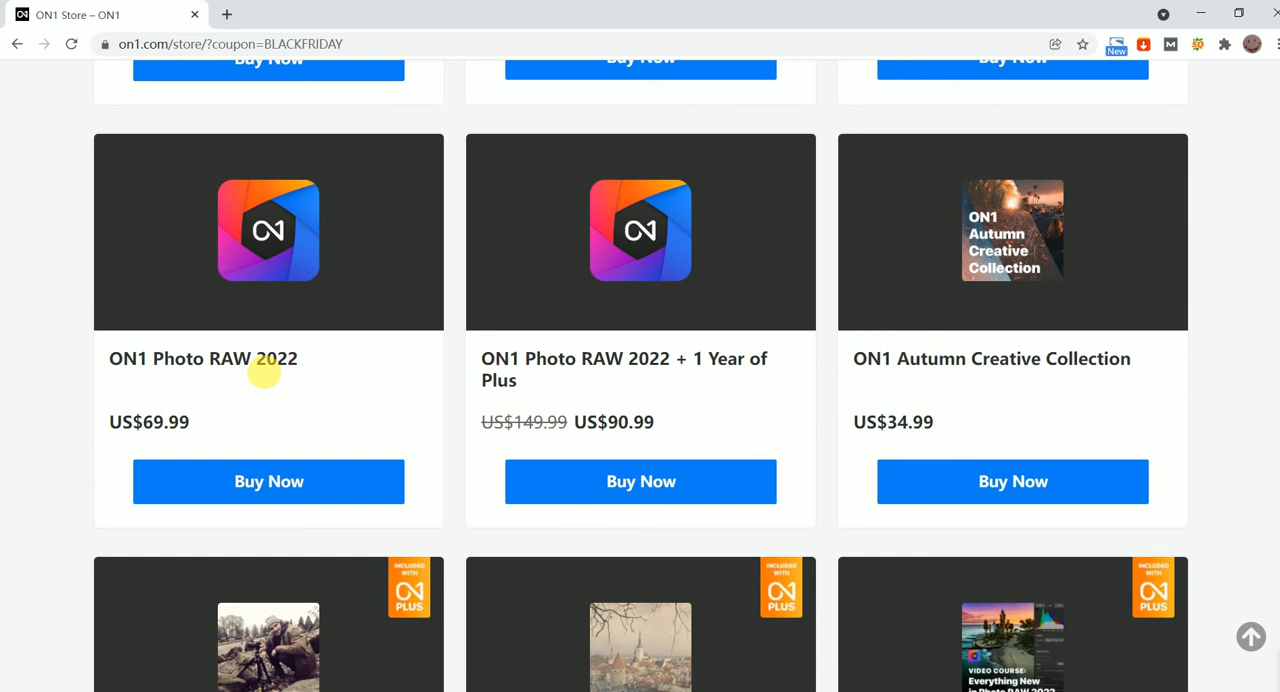 ON1 Store – ON1
on1.com/store/?coupon=BLACKFRIDAY
New
Buy Now
Buy Now
Buy Now
ON1
ON1
ON1
Autumn
Creative
Collection
ON1 Photo RAW 2022
ON1 Photo RAW 2022 + 1 Year of
Plus
ON1 Autumn Creative Collection
US$69.99
US$149.99 US$90.99
US$34.99
Buy Now
Buy Now
Buy Now
INCLUDED
WITH
ON1
PLUS
INCLUDED
WITH
ON1
PLUS
INCLUDED
WITH
ON1
PLUS
VIDEO COURSE:
Everything New
in Photo RAW 2022